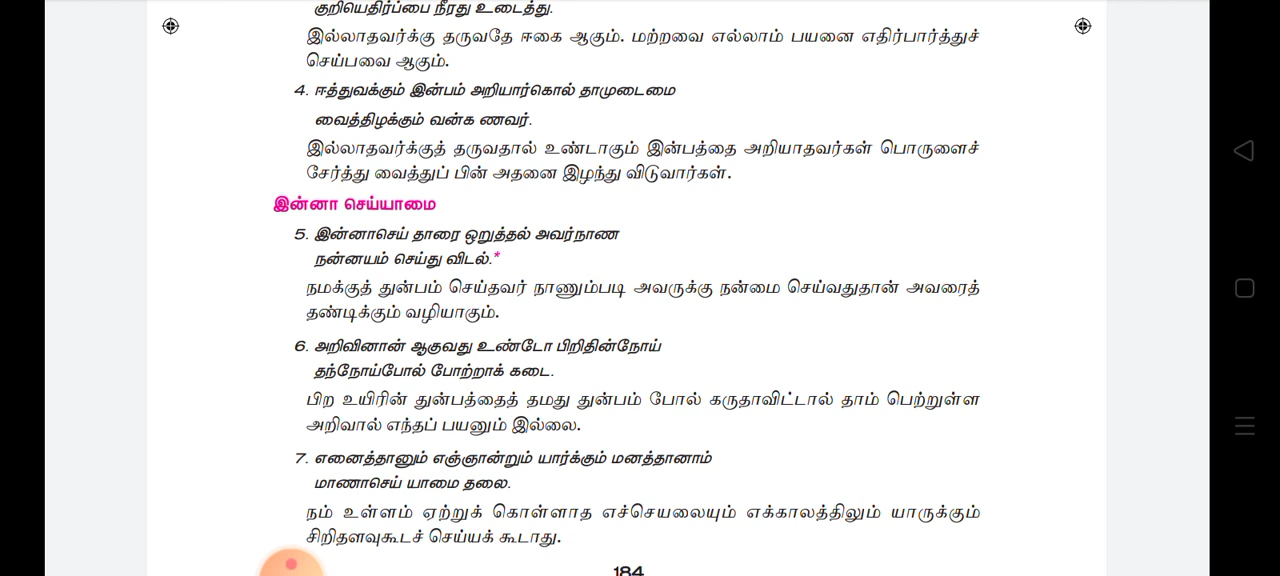 குறியெதிர்ப்பை நீரது உடைத்து.
இல்லாதவர்க்கு தருவதே ஈகை ஆகும். மற்றவை எல்லாம் பயனை எதிர்பார்த்துச்
செய்பவை ஆகும்.
4. ஈத்துவக்கும் இன்பம் அறியார்கொல் தாமுடைமை
வைத்திழக்கும் வன்க ணவர்.
இல்லாதவர்க்குத் தருவதால் உண்டாகும் இன்பத்தை அறியாதவர்கள் பொருளைச்
சேர்த்து வைத்துப் பின் அதனை இழந்து விடுவார்கள்.
இன்னா செய்யாமை
5. இன்னாசெய் தாரை ஒறுத்தல் அவர்நாண
நன்னயம் செய்து விடல்.*
நமக்குத் துன்பம் செய்தவர் நாணும்படி அவருக்கு நன்மை செய்வதுதான் அவரைத்
தண்டிக்கும் வழியாகும்.
6. அறிவினான் ஆகுவது உண்டோ பிறிதின்நோய்
தந்நோய்போல் போற்றாக் கடை.
பிற உயிரின் துன்பத்தைத் தமது துன்பம் போல் கருதாவிட்டால் தாம் பெற்றுள்ள
அறிவால் எந்தப் பயனும் இல்லை.
7. எனைத்தானும் எஞ்ஞான்றும் யார்க்கும் மனத்தானாம்
மாணாசெய் யாமை தலை.
நம் உள்ளம் ஏற்றுக் கொள்ளாத எச்செயலையும் எக்காலத்திலும் யாருக்கும்
சிறிதளவுகூடச் செய்யக் கூடாது.
184